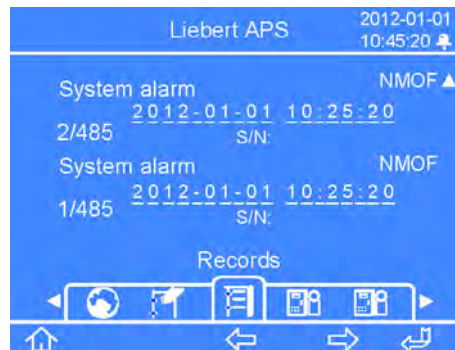 Liebert APS
2012-01-01
10:45:20
System alarm NMOF
2012-01-01 10:25:20
2/485 S/N:
System alarm NMOF
2012-01-01 10:25:20
1/485 S/N:
Records